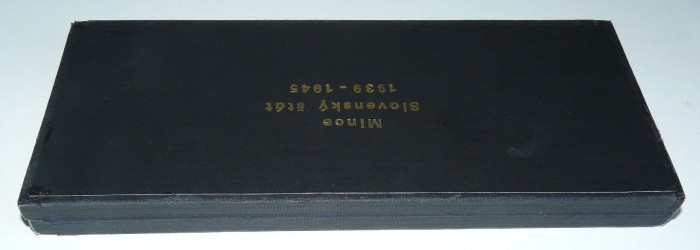 Mince
Slovenský štát
1939 - 1945